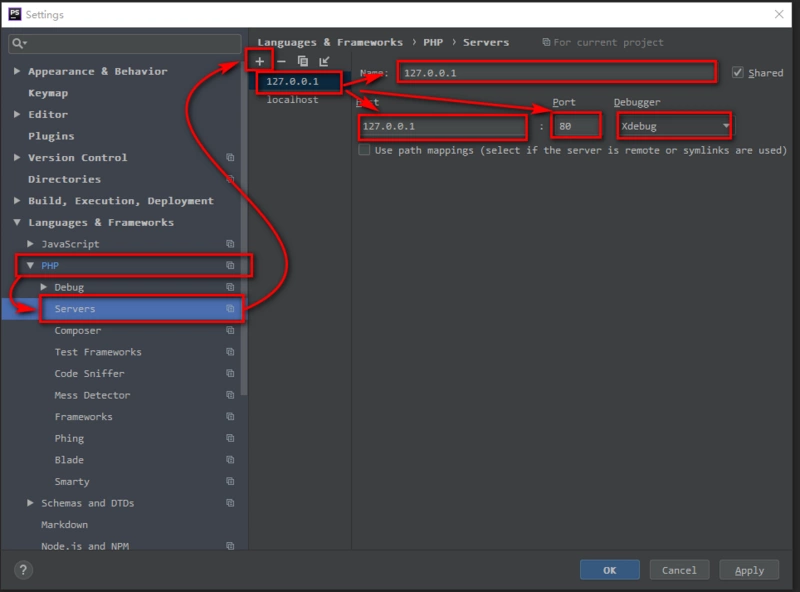 PS Settings
Languages & Frameworks › PHP › Servers For current project
Appearance & Behavior
Keymap
Editor
Plugins
Version Control
Directories
Build, Execution, Deployment
Languages & Frameworks
JavaScript
PHP
Debug
Servers
Composer
Test Frameworks
Code Sniffer
Mess Detector
Frameworks
Phing
Blade
Smarty
Schemas and DTDs
Markdown
Node.js and NPM
127.0.0.1
localhost
Name: 127.0.0.1 Shared
Port Debugger
127.0.0.1 : 80 Xdebug
Use path mappings (select if the server is remote or symlinks are used)
? OK Cancel Apply